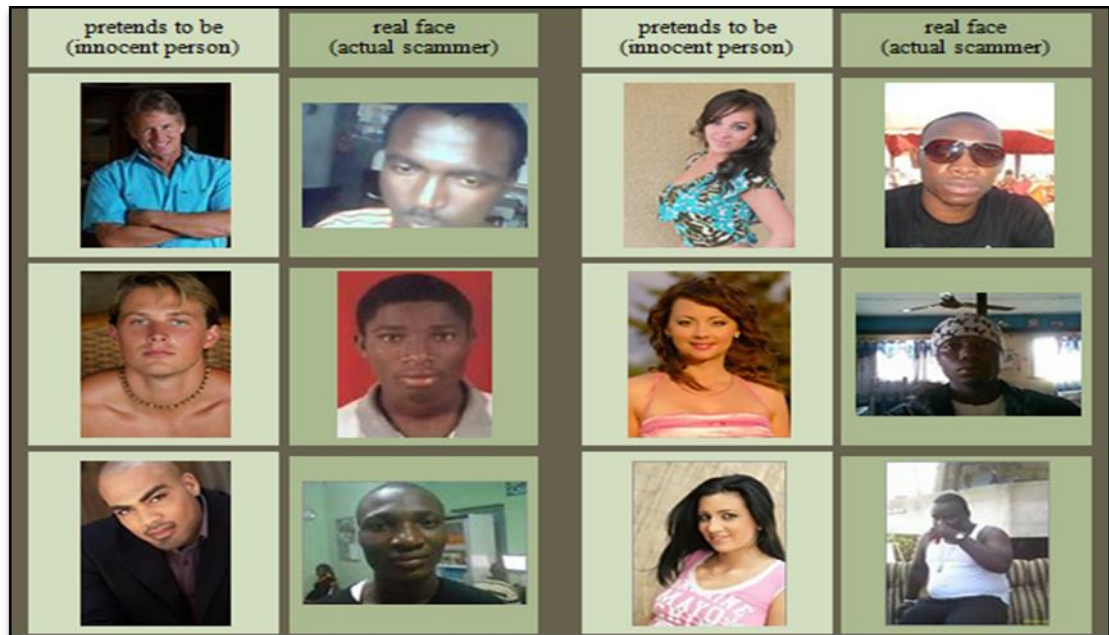 pretends to be
(innocent person)
real face
(actual scammer)
pretends to be
(innocent person)
real face
(actual scammer)